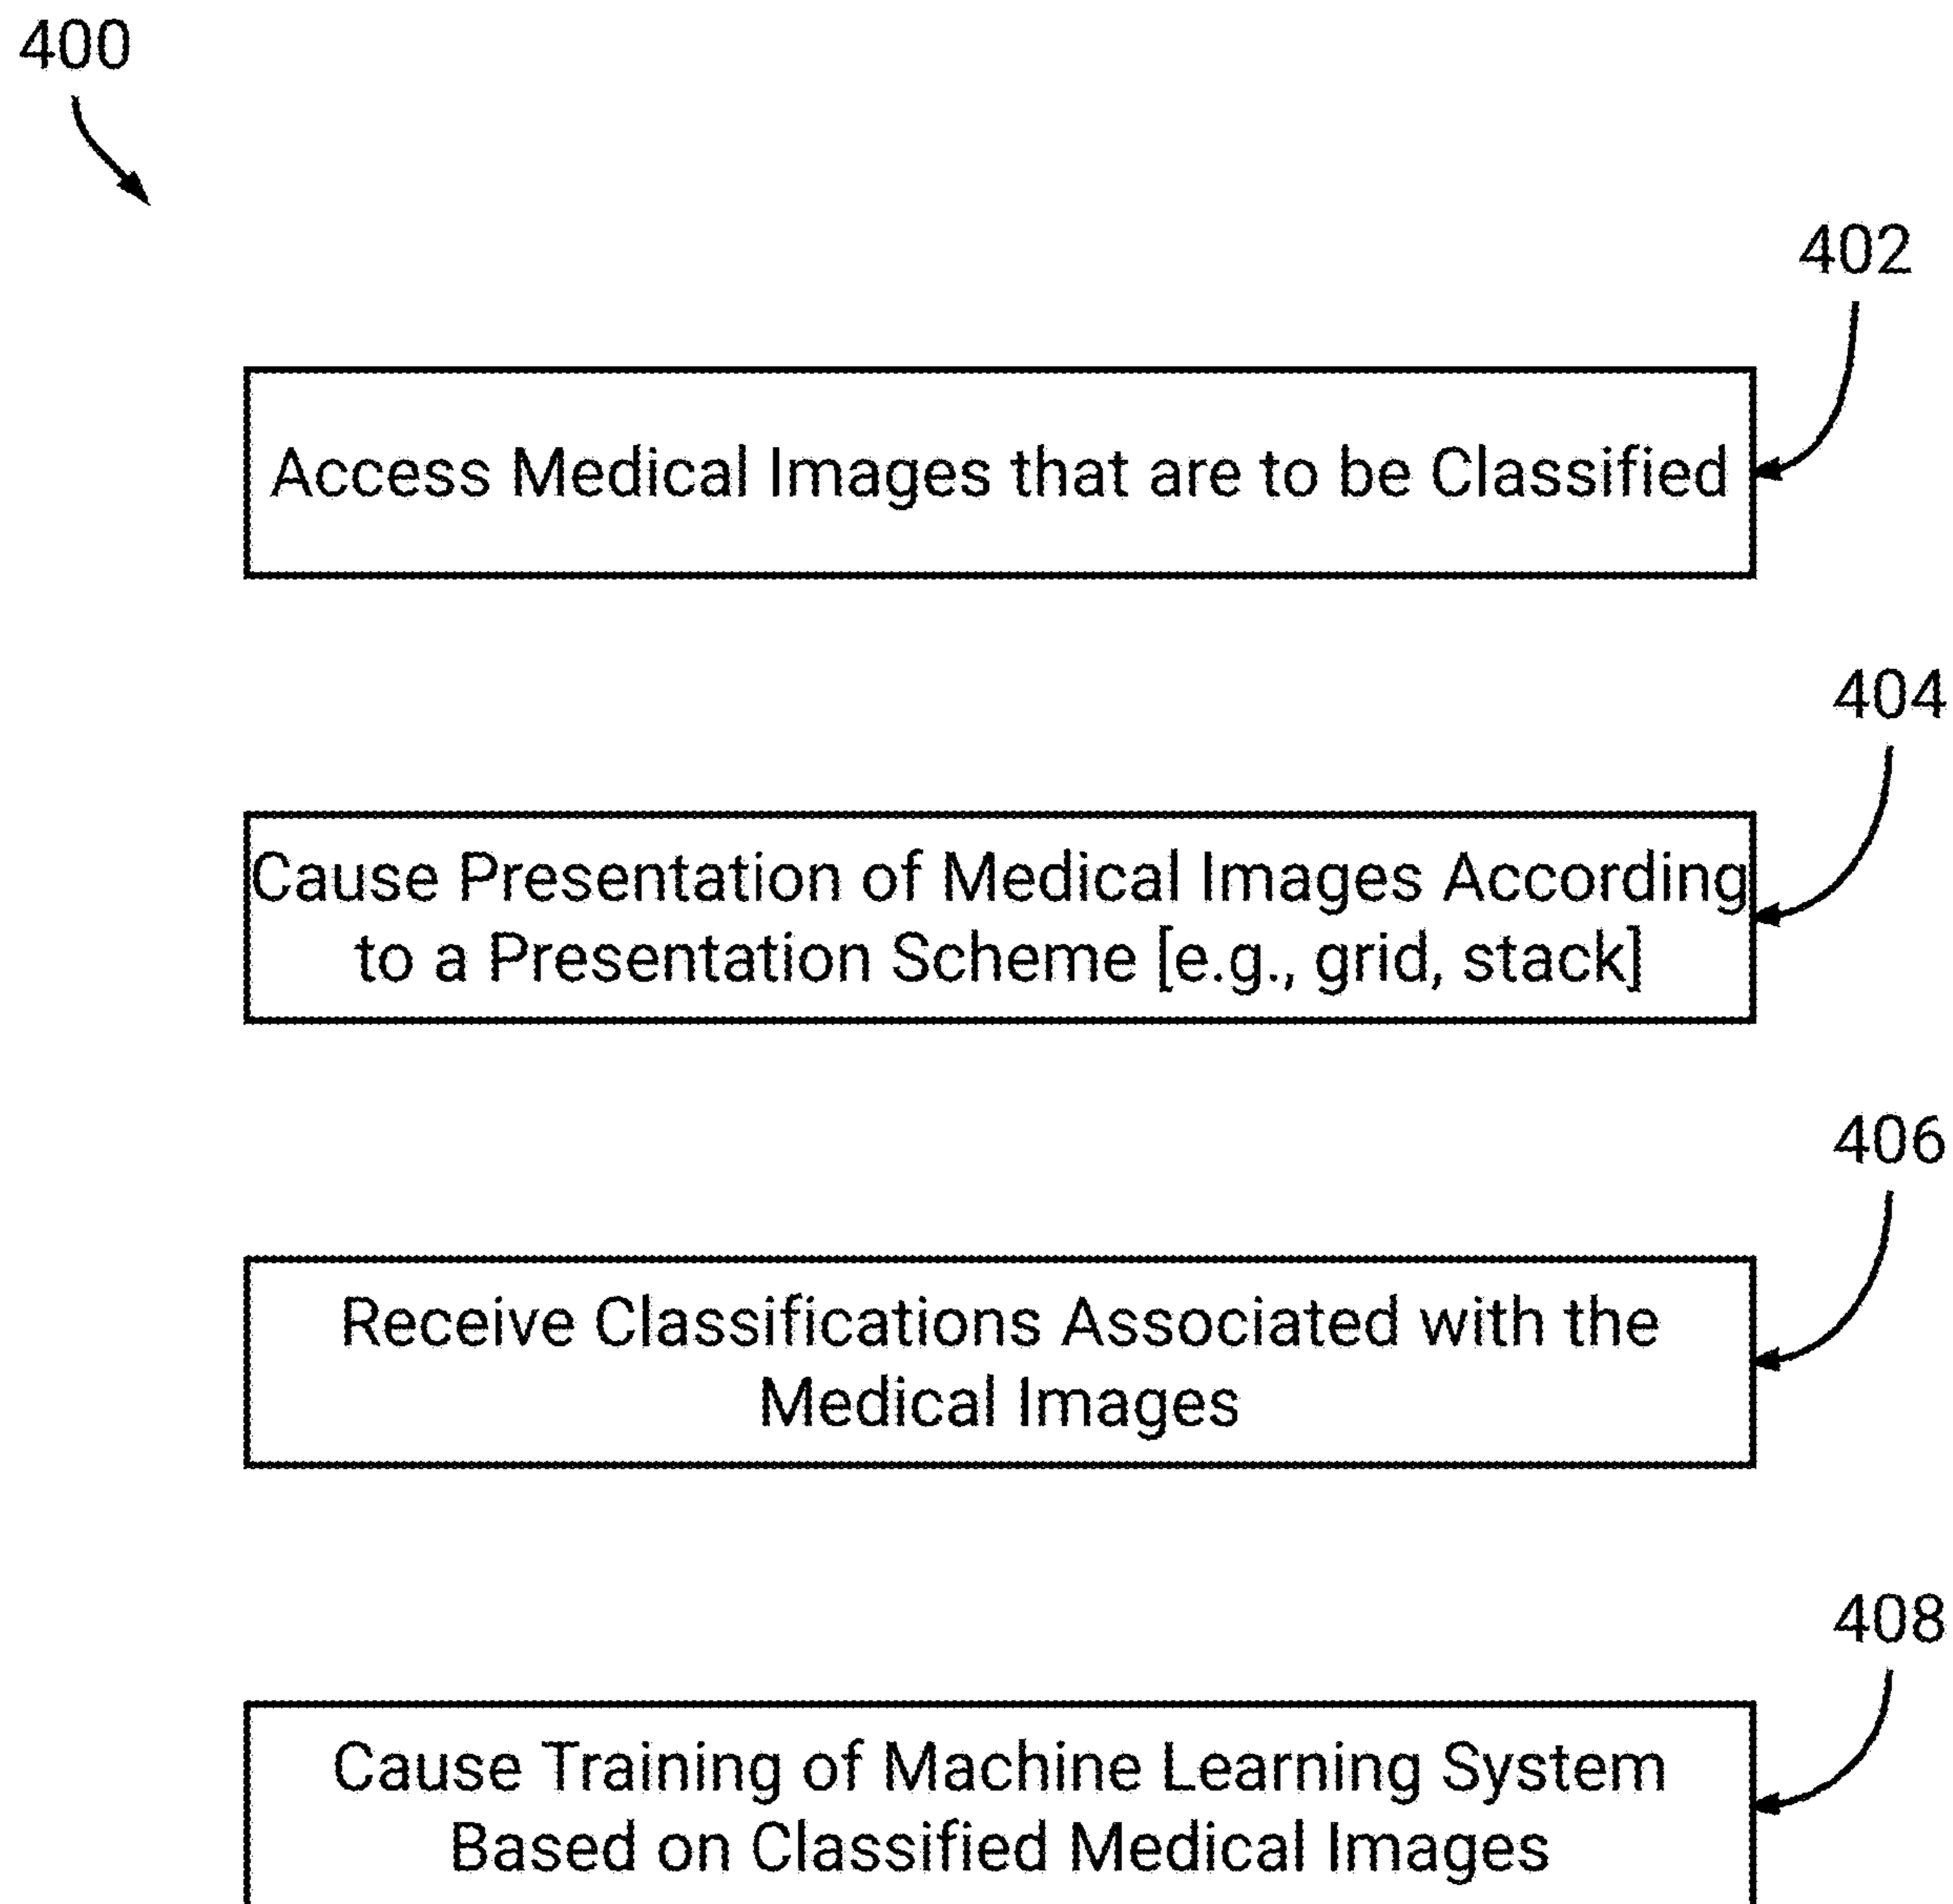 400
402
Access Medical Images that are to be Classified
404
Cause Presentation of Medical Images According
to a Presentation Scheme [e.g., grid, stack]
406
Receive Classifications Associated with the
Medical Images
408
Cause Training of Machine Learning System
Based on Classified Medical Images